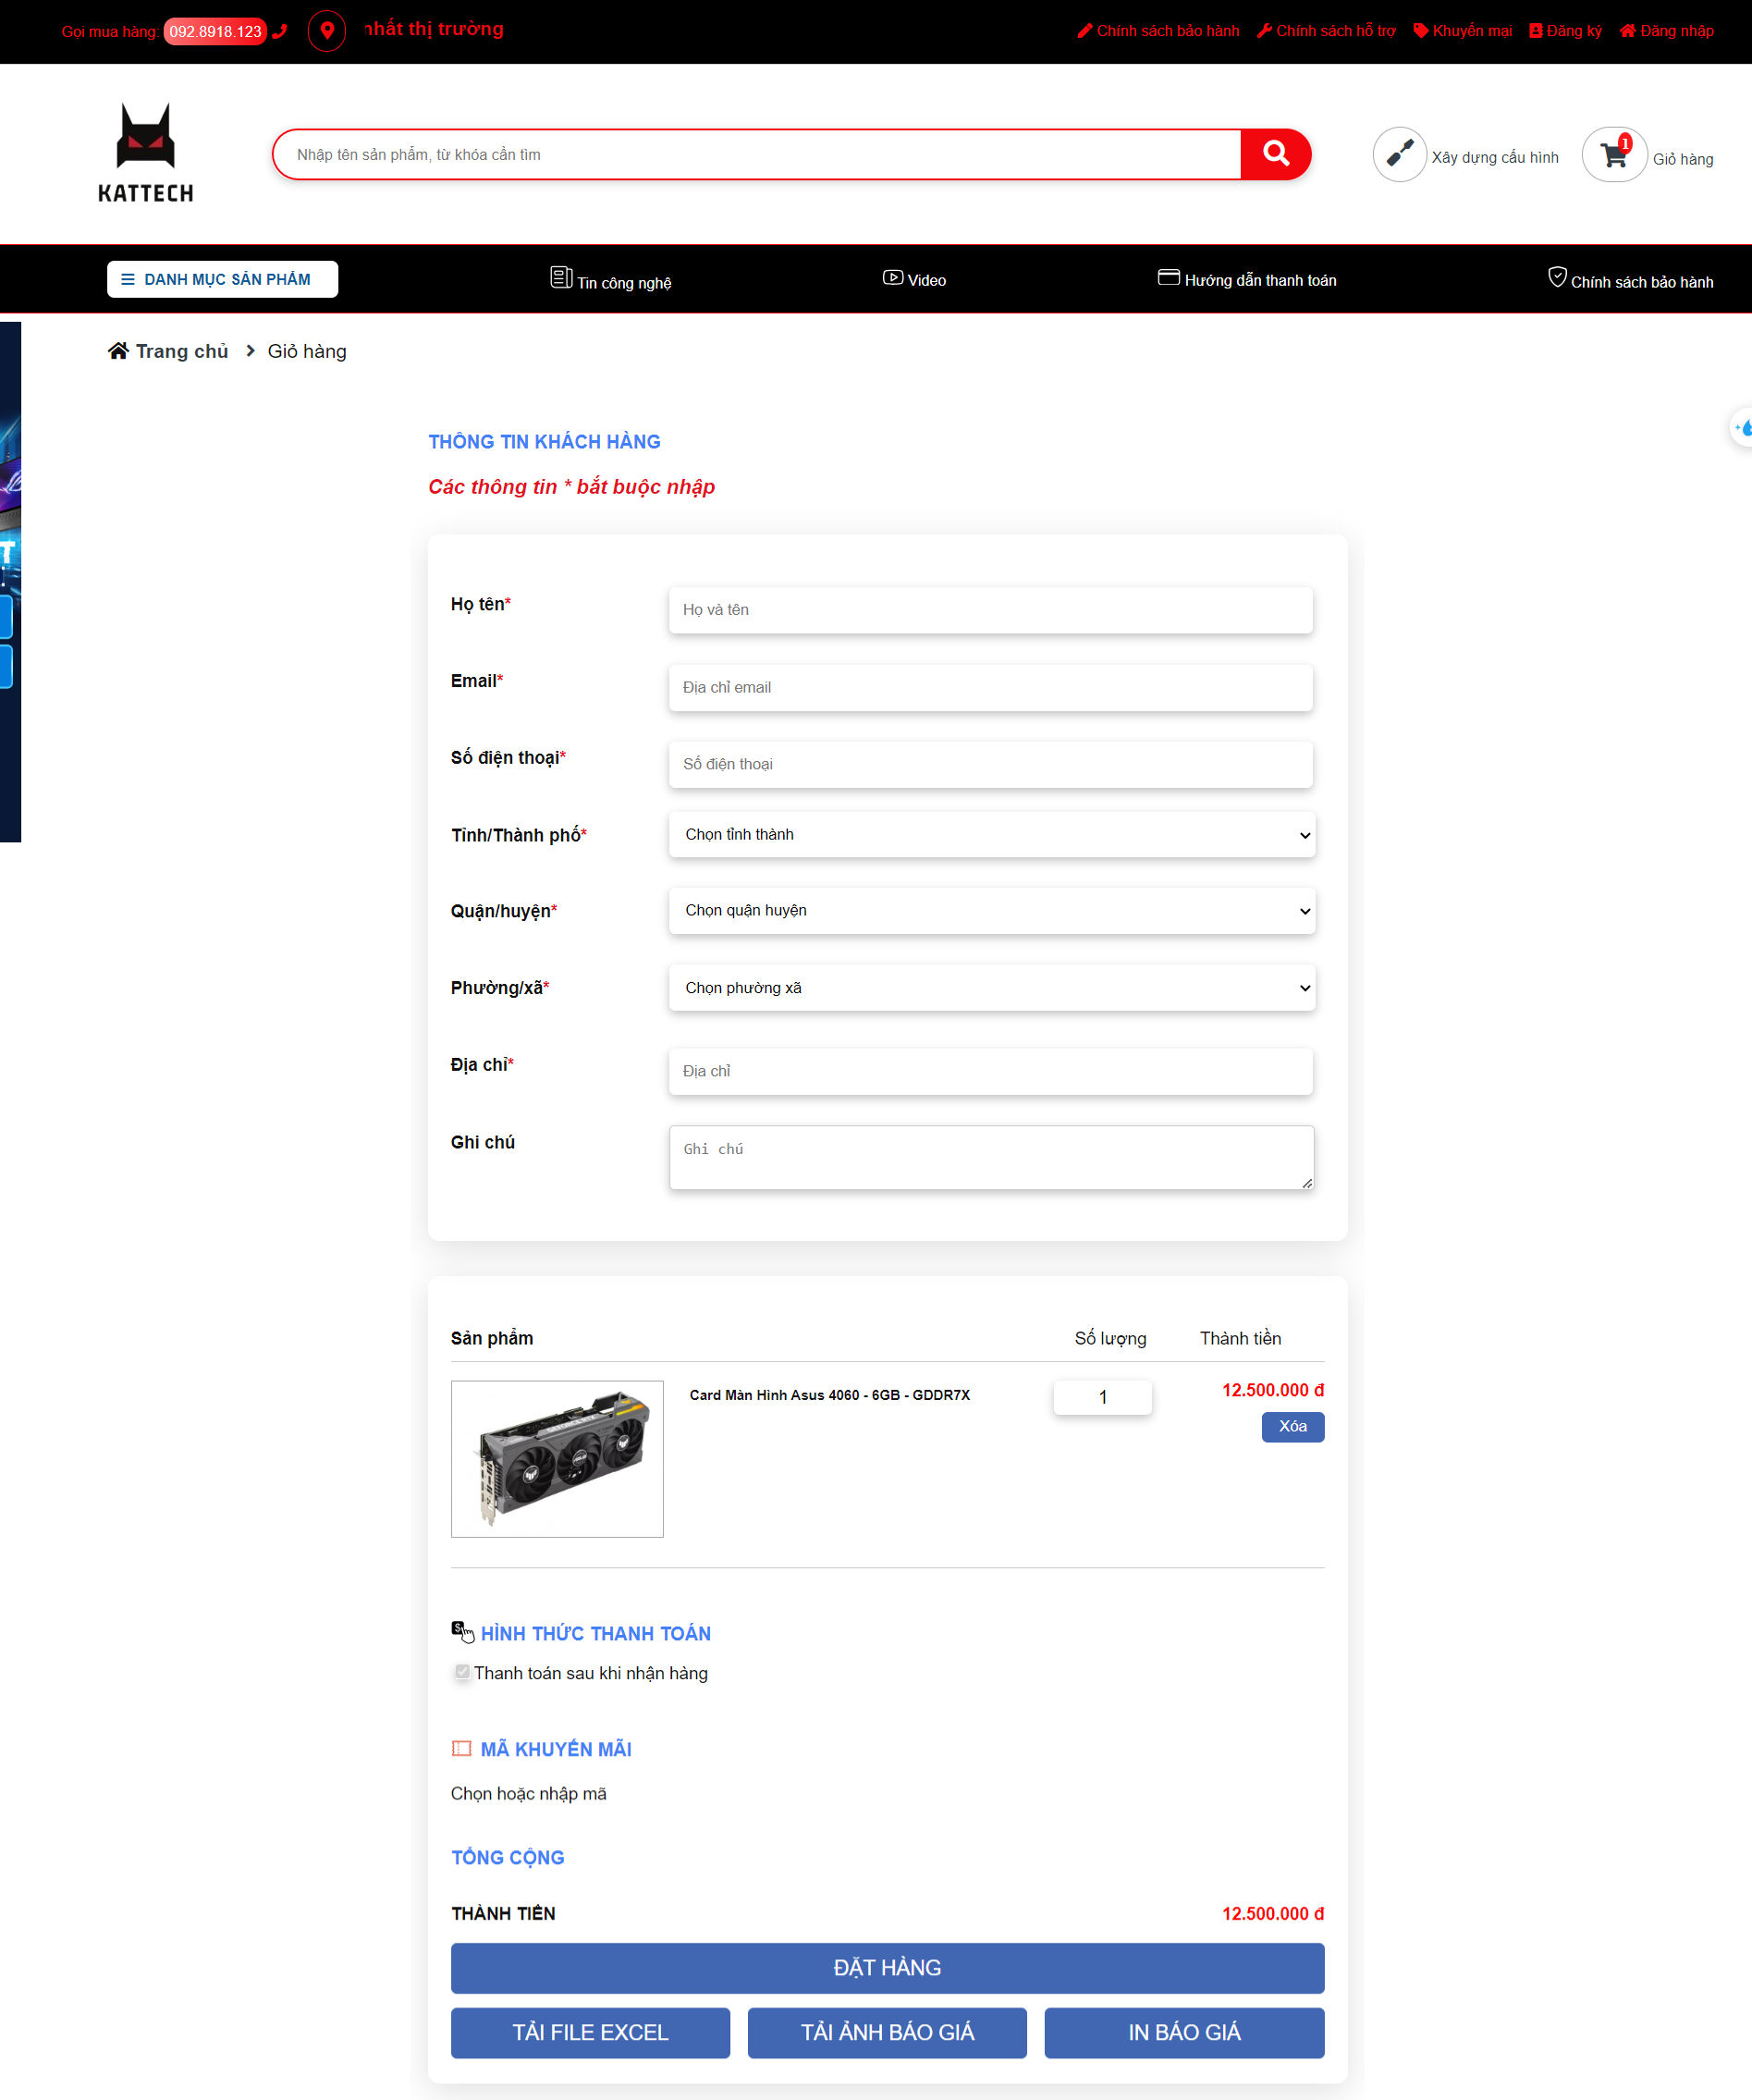 Gọi mua hàng: 092.8918.123
nhất thị trường
Chính sách bảo hành
Chính sách hỗ trợ
Khuyến mại
Đăng ký
Đăng nhập
KATTECH
Nhập tên sản phẩm, từ khóa cần tìm
Xây dựng cấu hình
1
Giỏ hàng
DANH MỤC SẢN PHẨM
Tin công nghệ
Video
Hướng dẫn thanh toán
Chính sách bảo hành
Trang chủ
Giỏ hàng
THÔNG TIN KHÁCH HÀNG
Các thông tin * bắt buộc nhập
Họ tên*
Họ và tên
Email*
Địa chỉ email
Số điện thoại*
Số điện thoại
Tỉnh/Thành phố*
Chọn tỉnh thành
Quận/huyện*
Chọn quận huyện
Phường/xã*
Chọn phường xã
Địa chỉ*
Địa chỉ
Ghi chú
Ghi chú
Sản phẩm
Số lượng
Thành tiền
Card Màn Hình Asus 4060 - 6GB - GDDR7X
1
12.500.000 đ
Xóa
HÌNH THỨC THANH TOÁN
Thanh toán sau khi nhận hàng
MÃ KHUYẾN MÃI
Chọn hoặc nhập mã
TỔNG CỘNG
THÀNH TIỀN
12.500.000 đ
ĐẶT HÀNG
TẢI FILE EXCEL
TẢI ẢNH BÁO GIÁ
IN BÁO GIÁ